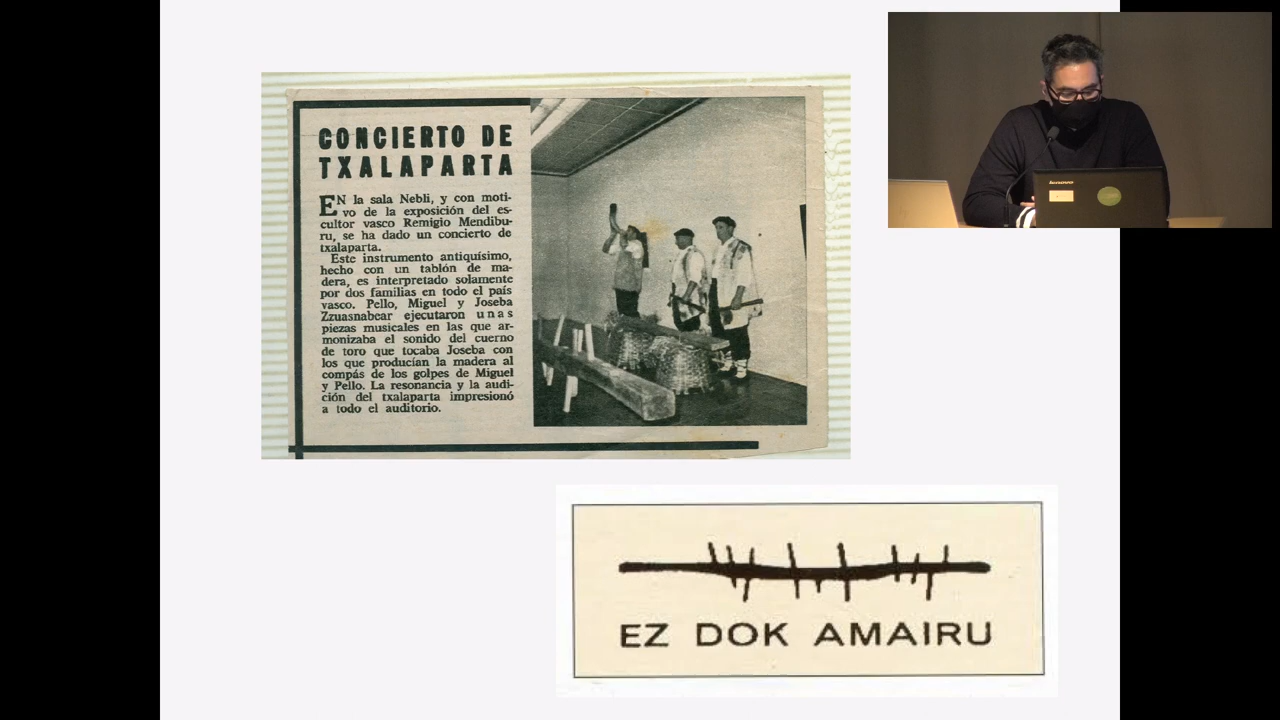 CONCIERTO DE
TXALAPARTA
EN la sala Nebli, y con moti-
vo de la exposición del es-
cultor vasco Remigio Mendibu-
ru, se ha dado un concierto de
txalaparta.
Este instrumento antiquísimo,
hecho con un tablón de ma-
dera, es interpretado solamente
por dos familias en todo el país
vasco. Pello, Miguel y Joseba
Zzuasnabear ejecutaron unas
piezas musicales en las que ar-
monizaba el sonido del cuerno
de toro que tocaba Joseba con
los que producían la madera al
compás de los golpes de Miguel
y Pello. La resonancia y la audi-
ción del txalaparta impresionó
a todo el auditorio.
EZ DOK AMAIRU
lenovo